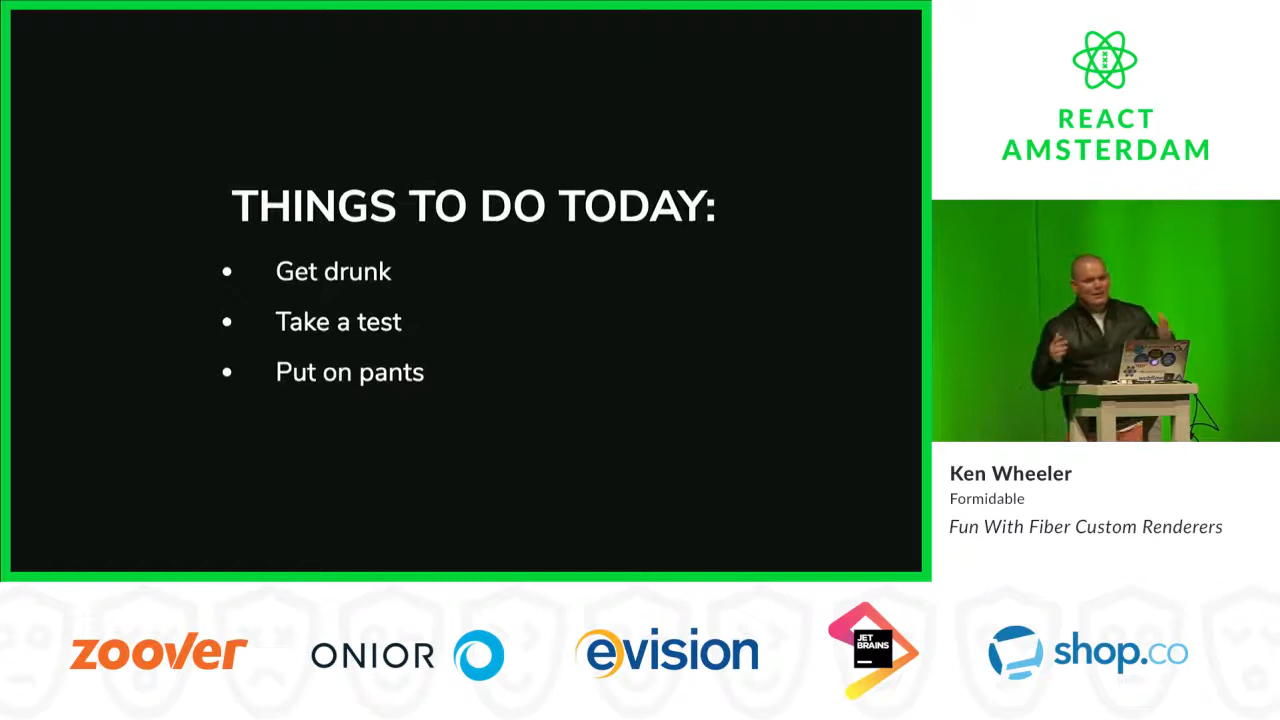 THINGS TO DO TODAY:
• Get drunk
• Take a test
• Put on pants
REACT
AMSTERDAM
Ken Wheeler
Formidable
Fun With Fiber Custom Renderers
zoover
ONIOR
evision
JET
BRAINS
shop.co